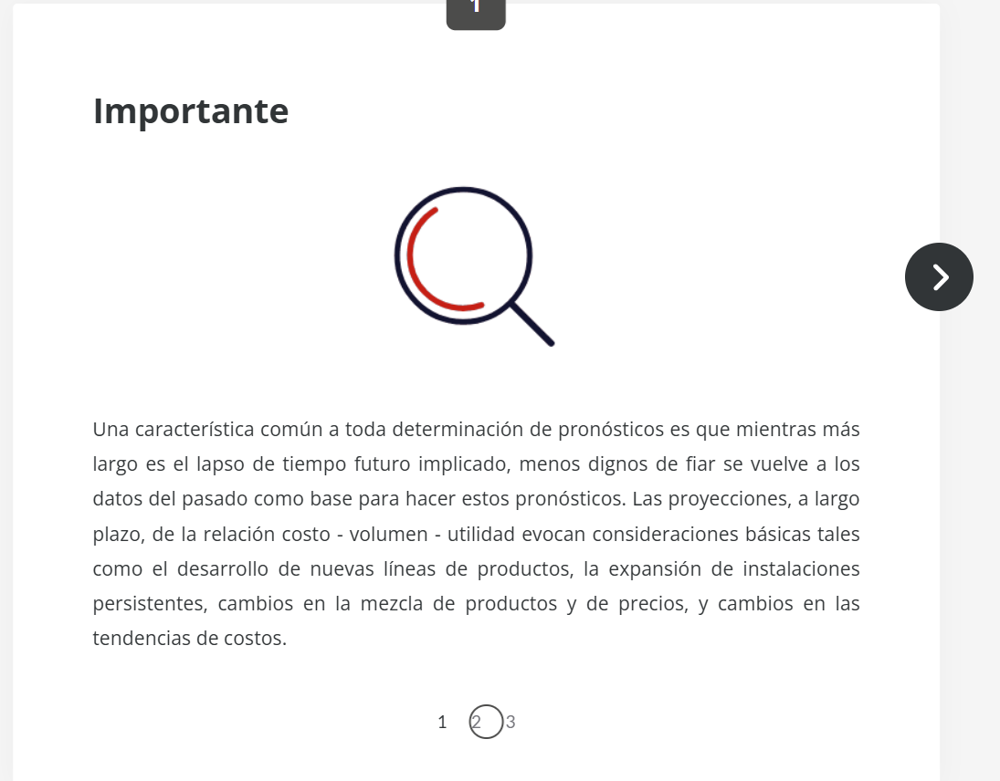 1
Importante
Una característica común a toda determinación de pronósticos es que mientras más
largo es el lapso de tiempo futuro implicado, menos dignos de fiar se vuelve a los
datos del pasado como base para hacer estos pronósticos. Las proyecciones, a largo
plazo, de la relación costo - volumen - utilidad evocan consideraciones básicas tales
como el desarrollo de nuevas líneas de productos, la expansión de instalaciones
persistentes, cambios en la mezcla de productos y de precios, y cambios en las
tendencias de costos.
1 2 3